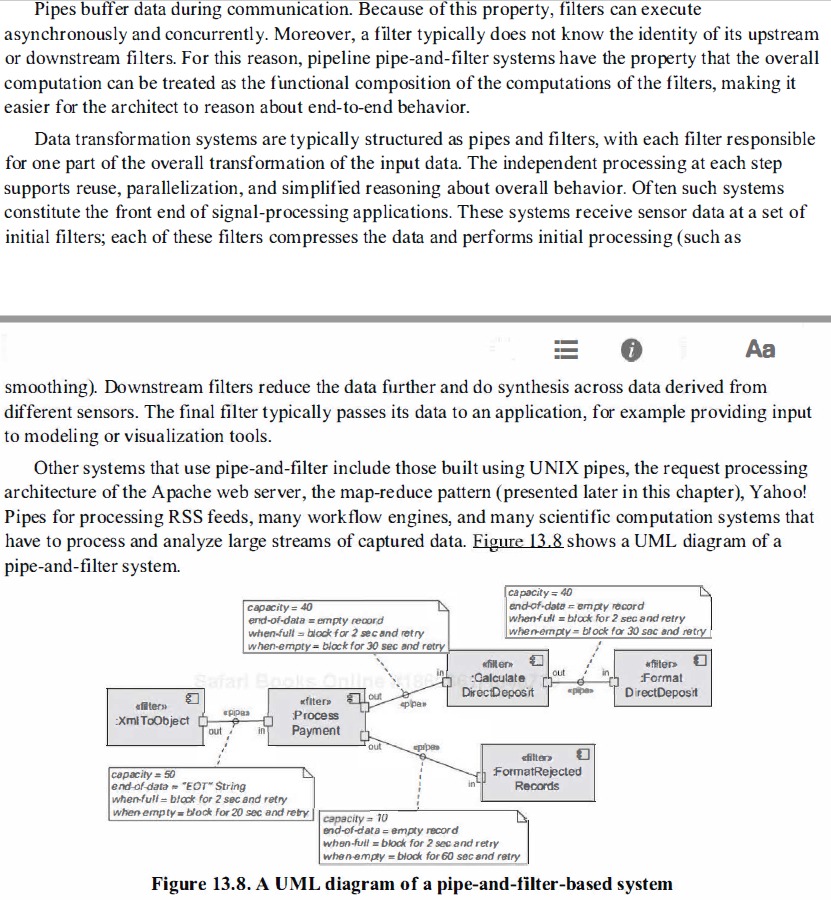 Pipes buffer data during communication. Because of this property, filters can execute
asynchronously and concurrently. Moreover, a filter typically does not know the identity of its upstream
or downstream filters. For this reason, pipeline pipe-and-filter systems have the property that the overall
computation can be treated as the functional composition of the computations of the filters, making it
easier for the architect to reason about end-to-end behavior.
Data transformation systems are typically structured as pipes and filters, with each filter responsible
for one part of the overall transformation of the input data. The independent processing at each step
supports reuse, parallelization, and simplified reasoning about overall behavior. Often such systems
constitute the front end of signal-processing applications. These systems receive sensor data at a set of
initial filters; each of these filters compresses the data and performs initial processing (such as
Aa
smoothing). Downstream filters reduce the data further and do synthesis across data derived from
different sensors. The final filter typically passes its data to an application, for example providing input
to modeling or visualization tools.
Other systems that use pipe-and-filter include those built using UNIX pipes, the request processing
architecture of the Apache web server, the map-reduce pattern (presented later in this chapter), Yahoo!
Pipes for processing RSS feeds, many workflow engines, and many scientific computation systems that
have to process and analyze large streams of captured data. Figure 13.8 shows a UML diagram of a
pipe-and-filter system.
capacity = 40
end-of-data = empty record
when-full = block for 2 sec and retry
when-empty = block for 30 sec and retry
capacity = 40
end-of-data = empty record
when-full = block for 2 sec and retry
when-empty = block for 30 sec and retry
Safari Books Online
«filter»
:XmlToObject
out
«pipe»
in
«filter»
:Process
Payment
out
«pipe»
in
«filter»
:Calculate
DirectDeposit
out
«pipe»
in
«filter»
:Format
DirectDeposit
out
«pipe»
in
«filter»
:FormatRejected
Records
capacity = 50
end-of-data = "EOT" String
when-full = block for 2 sec and retry
when-empty = block for 20 sec and retry
capacity = 10
end-of-data = empty record
when-full = block for 2 sec and retry
when-empty = block for 60 sec and retry
Figure 13.8. A UML diagram of a pipe-and-filter-based system